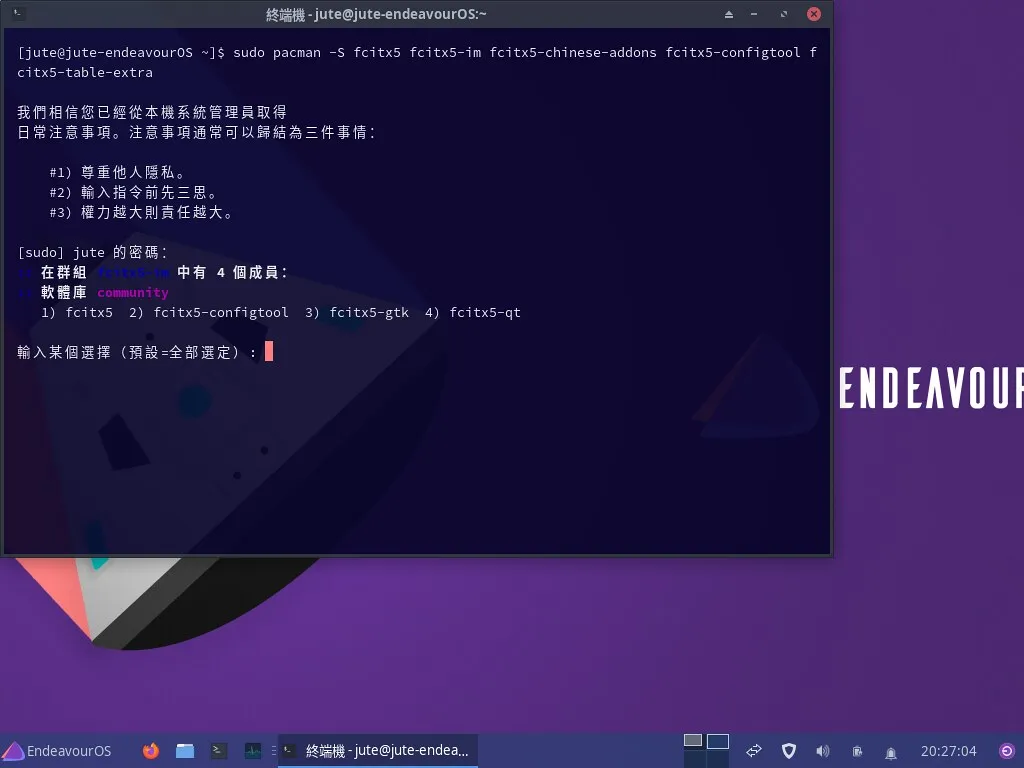 終端機 - jute@jute-endeavourOS:~
[jute@jute-endeavourOS ~]$ sudo pacman -S fcitx5 fcitx5-im fcitx5-chinese-addons fcitx5-configtool f
citx5-table-extra
我們相信您已經從本機系統管理員取得
日常注意事項。注意事項通常可以歸結為三件事情：
#1) 尊重他人隱私。
#2) 輸入指令前先三思。
#3) 權力越大則責任越大。
[sudo] jute 的密碼：
:: 在群組 fcitx5-im 中有 4 個成員：
:: 軟體庫 community
1) fcitx5  2) fcitx5-configtool  3) fcitx5-gtk  4) fcitx5-qt
輸入某個選擇（預設=全部選定）:
ENDEAVOUR
EndeavourOS
終端機 - jute@jute-endea...
20:27:04